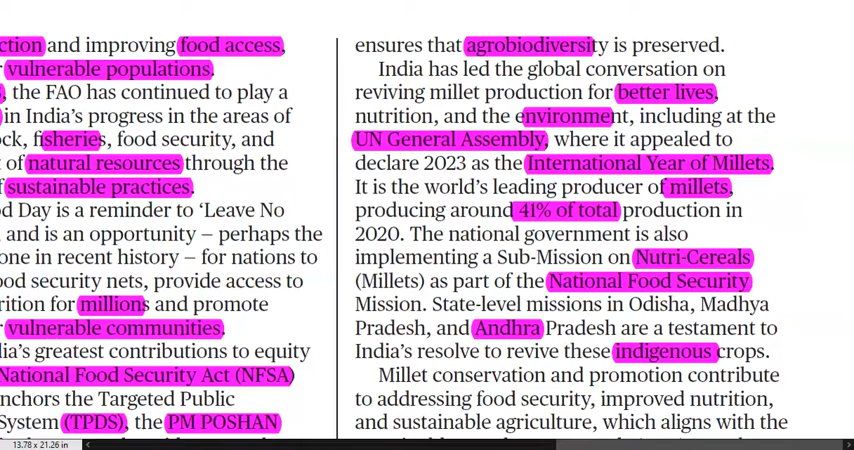 ction and improving food access,
vulnerable populations.
, the FAO has continued to play a
in India's progress in the areas of
ock, fisheries, food security, and
of natural resources through the
sustainable practices.
d Day is a reminder to ‘Leave No
, and is an opportunity – perhaps the
one in recent history – for nations to
ood security nets, provide access to
rition for millions and promote
vulnerable communities.
dia's greatest contributions to equity
National Food Security Act (NFSA)
nchors the Targeted Public
System (TPDS), the PM POSHAN
ensures that agrobiodiversity is preserved.
India has led the global conversation on
reviving millet production for better lives,
nutrition, and the environment, including at the
UN General Assembly, where it appealed to
declare 2023 as the International Year of Millets.
It is the world's leading producer of millets,
producing around 41% of total production in
2020. The national government is also
implementing a Sub-Mission on Nutri-Cereals
(Millets) as part of the National Food Security
Mission. State-level missions in Odisha, Madhya
Pradesh, and Andhra Pradesh are a testament to
India's resolve to revive these indigenous crops.
Millet conservation and promotion contribute
to addressing food security, improved nutrition,
and sustainable agriculture, which aligns with the
13.78 x 21.26 in